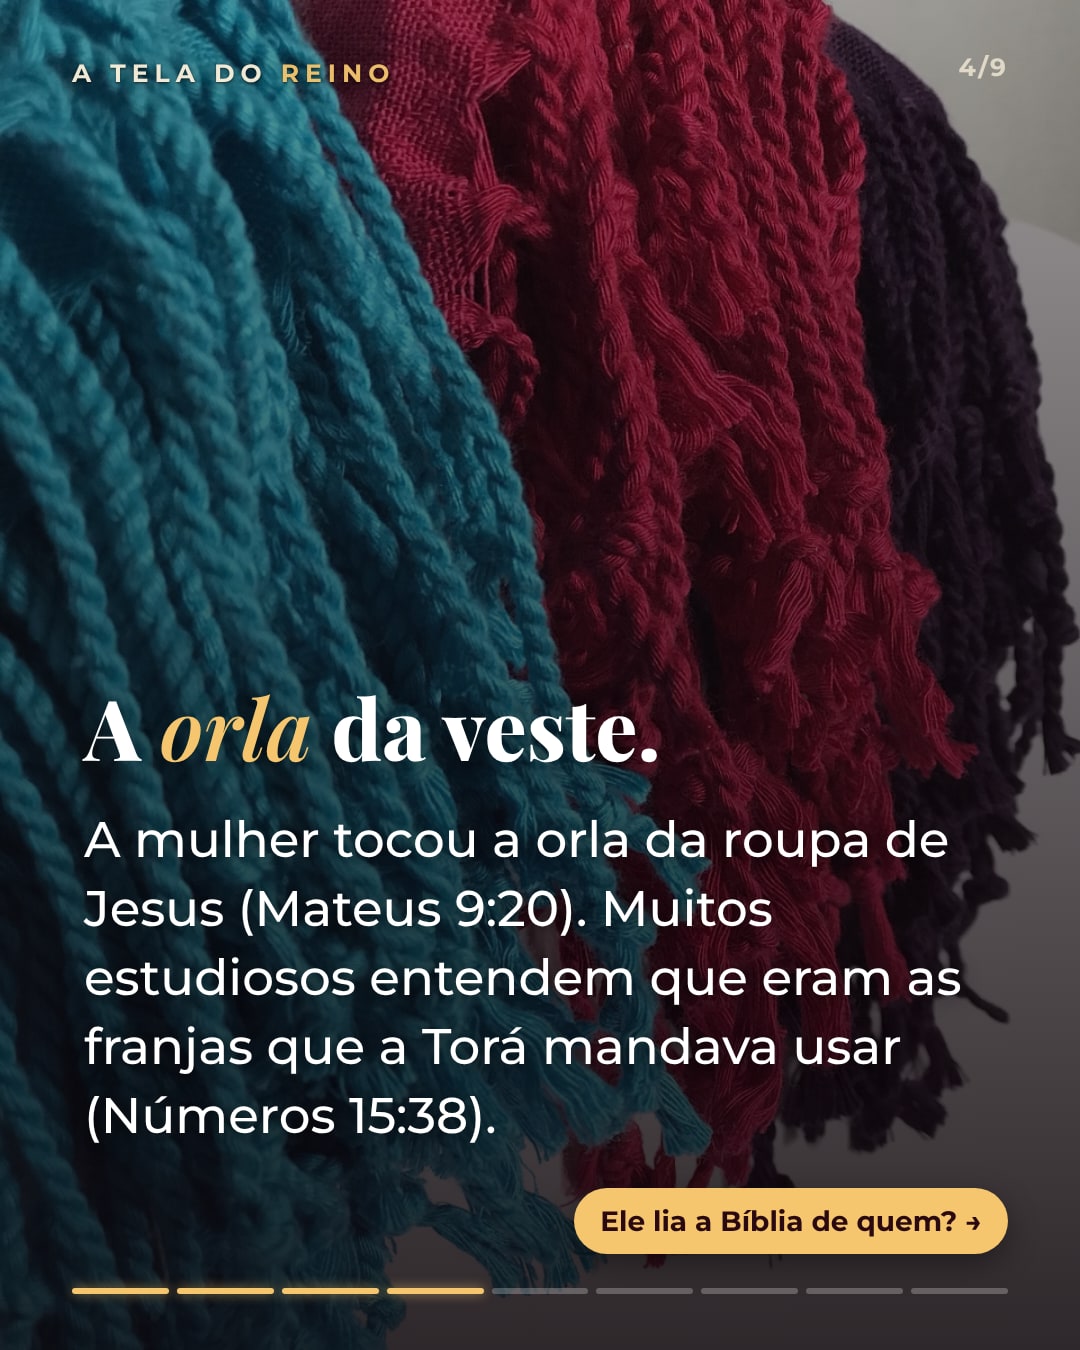 A TELA DO REINO
4/9
A orla da veste.
A mulher tocou a orla da roupa de
Jesus (Mateus 9:20). Muitos
estudiosos entendem que eram as
franjas que a Torá mandava usar
(Números 15:38).
Ele lia a Bíblia de quem? →